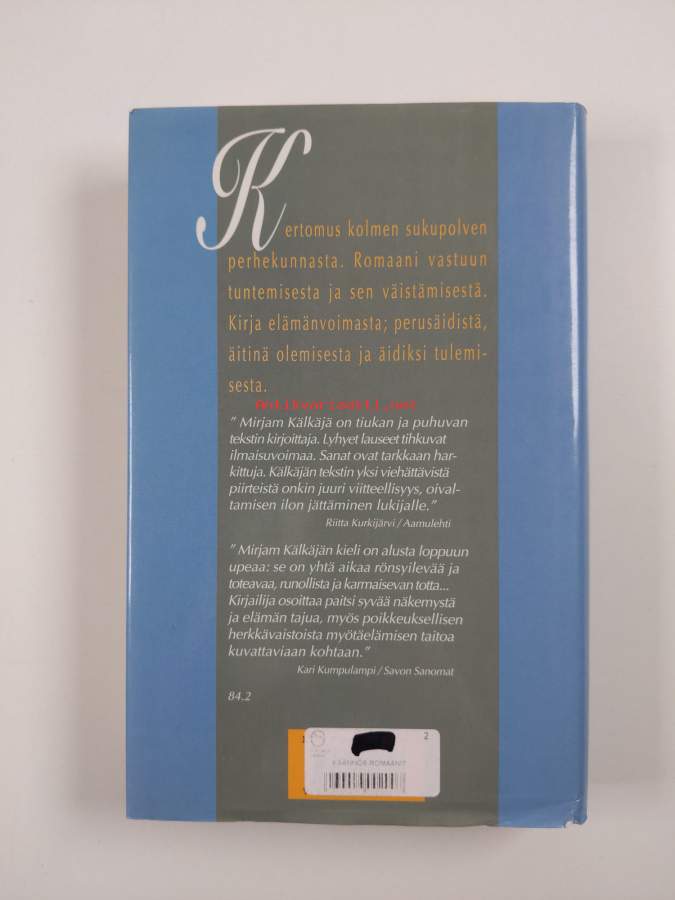 Kertomus kolmen sukupolven
perhekunnasta. Romaani vastuun
tuntemisesta ja sen väistämisestä.
Kirja elämänvoimasta; perusäidistä,
äitinä olemisesta ja äidiksi tulemi-
sesta.
Antikvariaatti.net
" Mirjam Kälkäjä on tiukan ja puhuvan
tekstin kirjoittaja. Lyhyet lauseet tihkuvat
ilmaisuvoimaa. Sanat ovat tarkkaan har-
kittuja. Kälkäjän tekstin yksi viehättävistä
piirteistä onkin juuri viitteellisyys, oival-
tamisen ilon jättäminen lukijalle."
Riitta Kurkijärvi / Aamulehti
" Mirjam Kälkäjän kieli on alusta loppuun
upeaa: se on yhtä aikaa rönsyilevää ja
toteavaa, runollista ja karmaisevan totta...
Kirjailija osoittaa paitsi syvää näkemystä
ja elämän tajua, myös poikkeuksellisen
herkkävaistoista myötäelämisen taitoa
kuvattaviaan kohtaan."
Kari Kumpulampi / Savon Sanomat
84.2
2